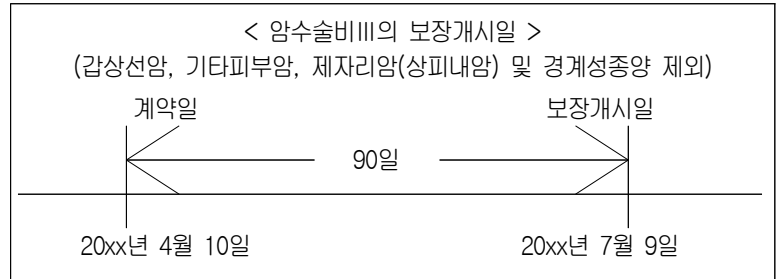 < 암수술비Ⅲ의 보장개시일 >
(갑상선암, 기타피부암, 제자리암(상피내암) 및 경계성종양 제외)
계약일 보장개시일
90일
20xx년 4월 10일 20xx년 7월 9일